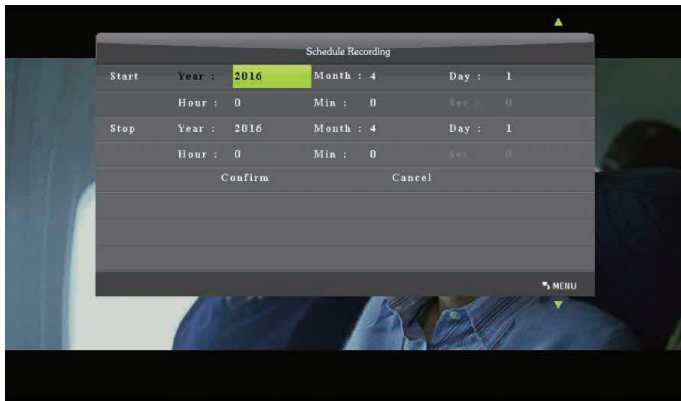 Schedule Recording
Start Year : 2016 Month : 4 Day : 1
Hour : 0 Min : 0 Sec : 0
Stop Year : 2016 Month : 4 Day : 1
Hour : 0 Min : 0 Sec : 0
Confirm Cancel
MENU